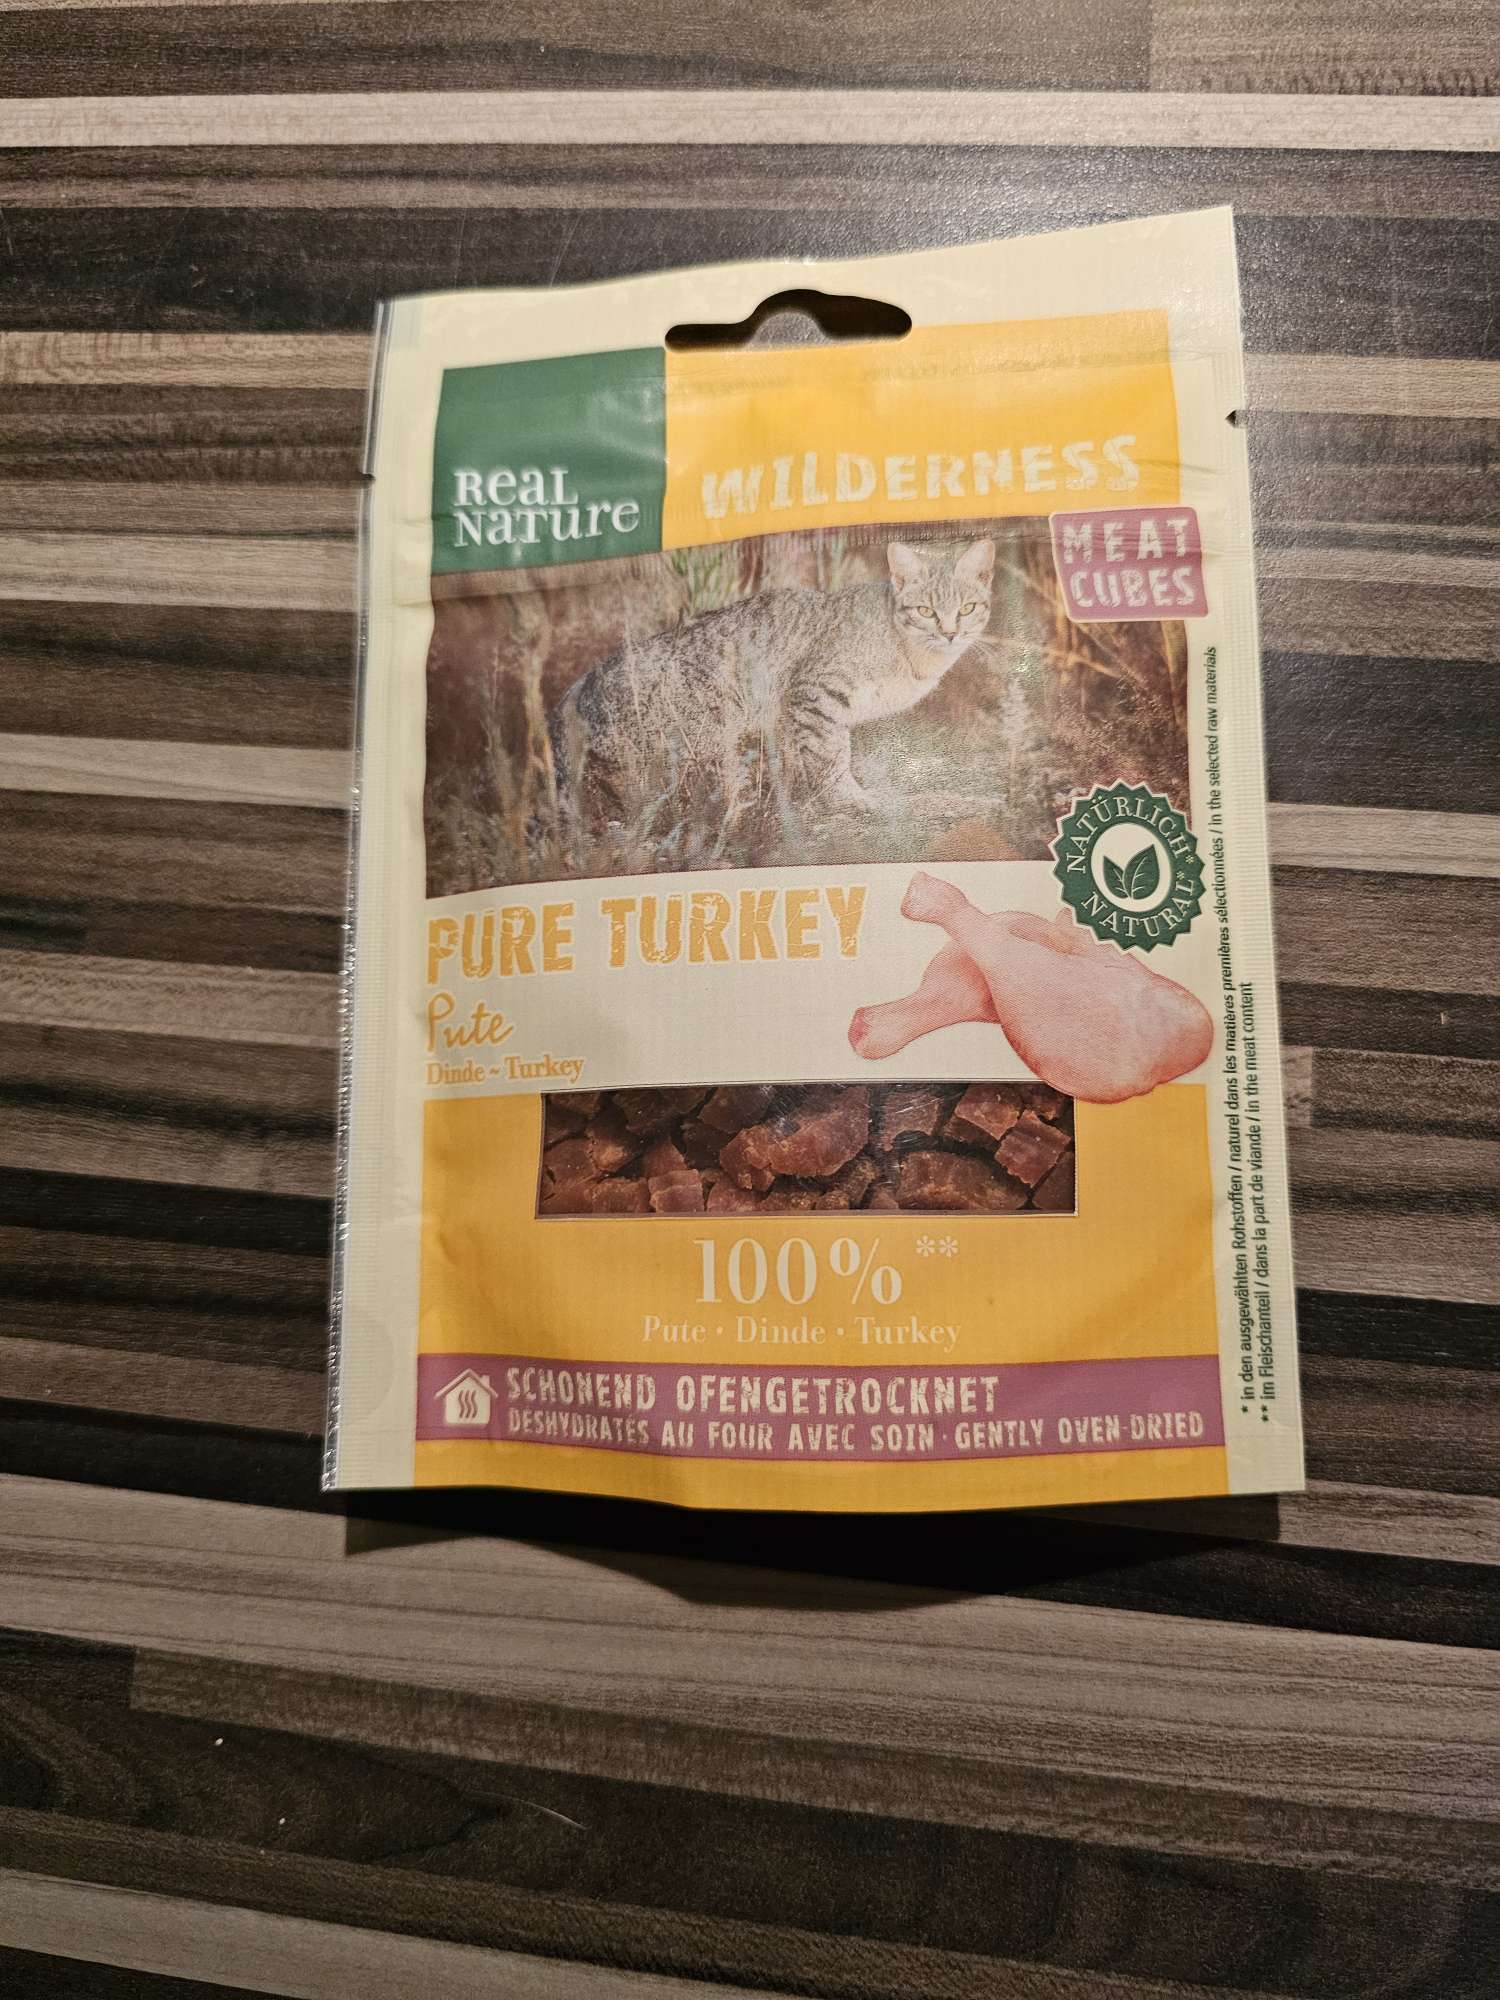 Real
Nature
WILDERNESS
MEAT
CUBES
NATÜRLICH*
NATURAL*
PURE TURKEY
Pute
Dinde ~ Turkey
100%**
Pute • Dinde • Turkey
SCHONEND OFENGETROCKNET
DÉSHYDRATÉS AU FOUR AVEC SOIN · GENTLY OVEN-DRIED
* in den ausgewählten Rohstoffen / naturel dans les matières premières sélectionnées / in the selected raw materials
** im Fleischanteil / dans la part de viande / in the meat content